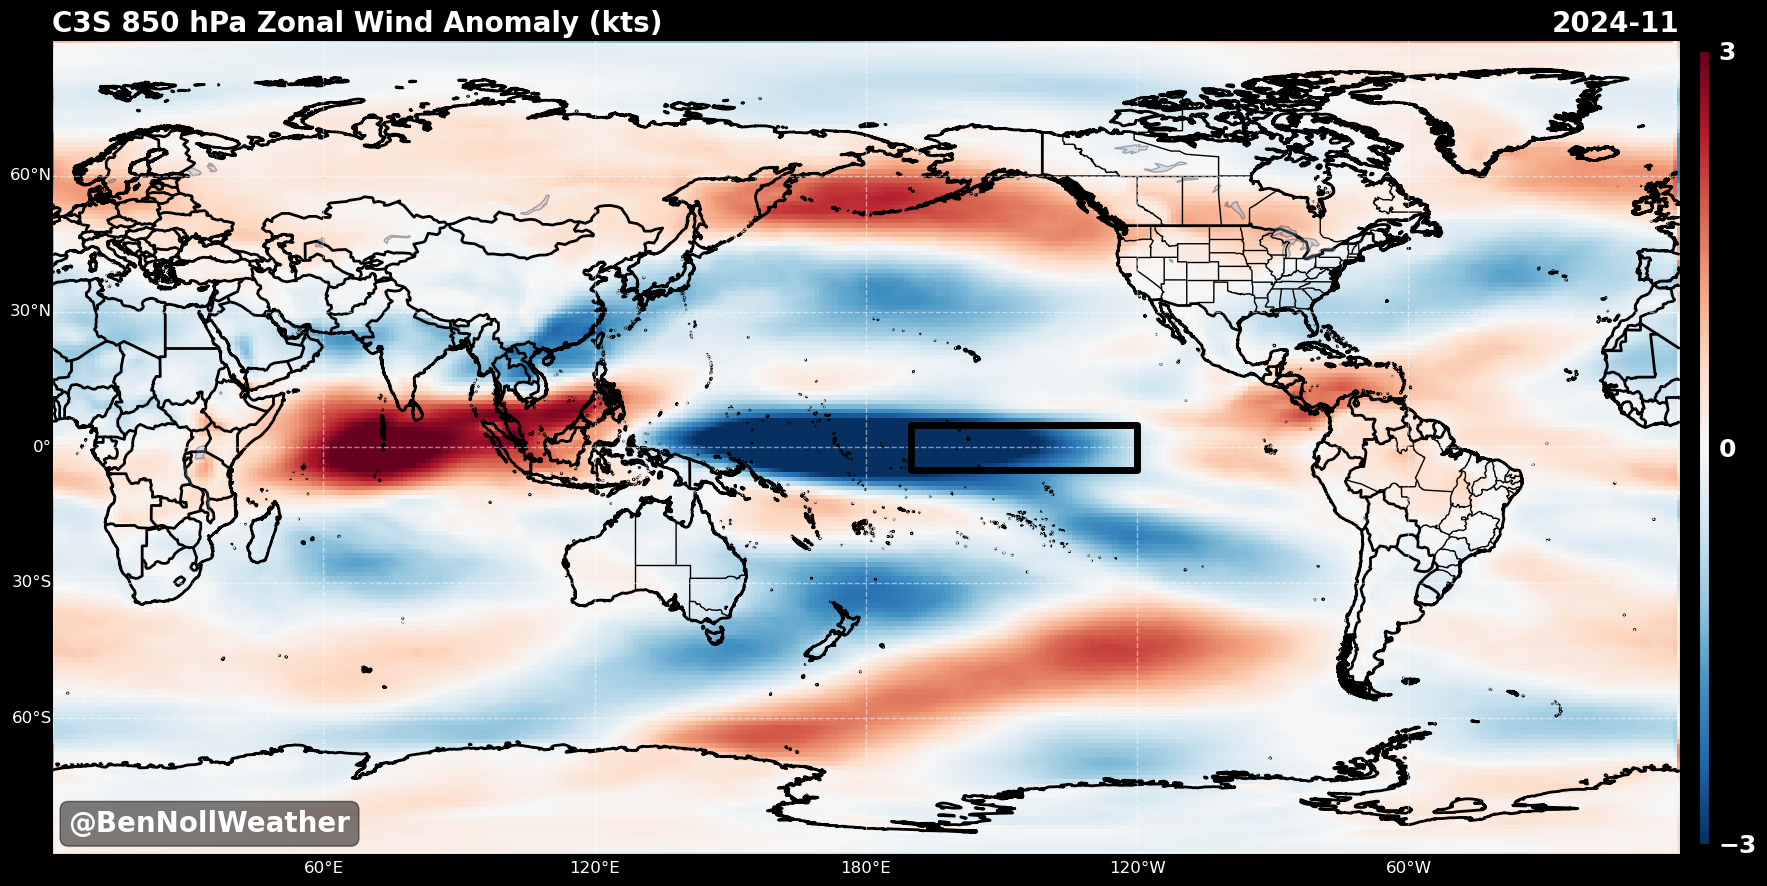 C3S 850 hPa Zonal Wind Anomaly (kts)
2024-11
3
60°N
30°N
0°
0
30°S
60°S
@BenNollWeather
−3
60°E
120°E
180°E
120°W
60°W